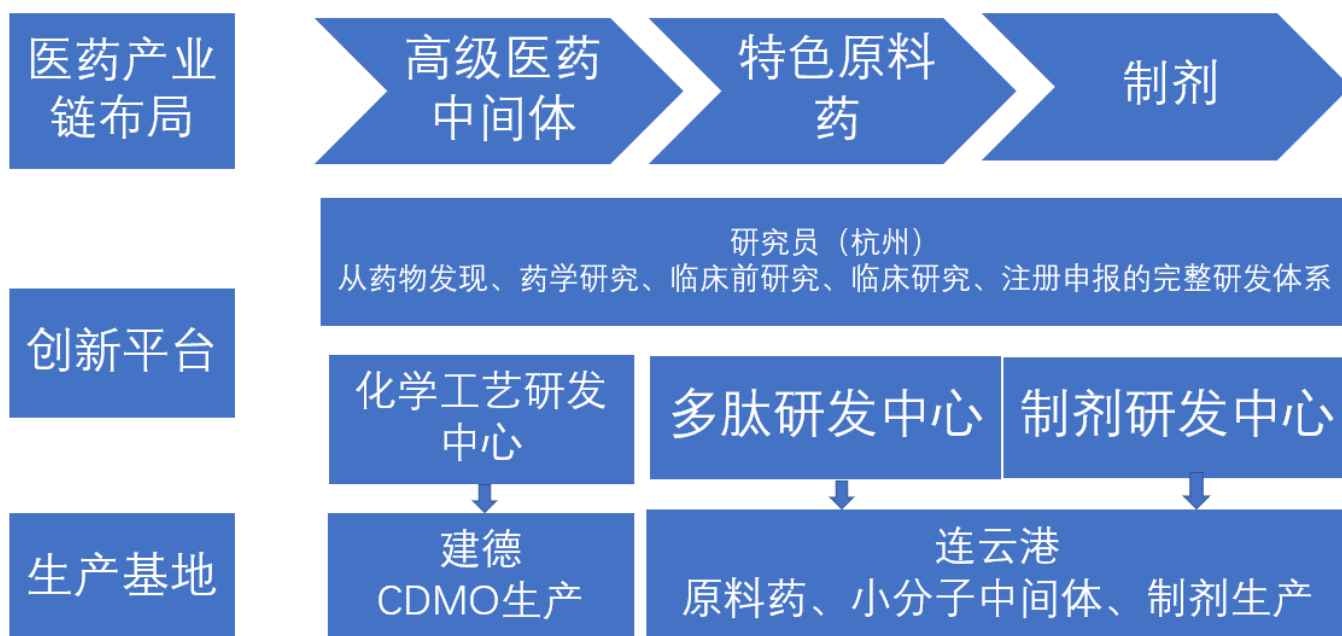 医药产业
链布局
高级医药
中间体
特色原料
药
制剂
创新平台
研究员（杭州）
从药物发现、药学研究、临床前研究、临床研究、注册申报的完整研发体系
化学工艺研发
中心
多肽研发中心
制剂研发中心
生产基地
建德
CDMO生产
连云港
原料药、小分子中间体、制剂生产